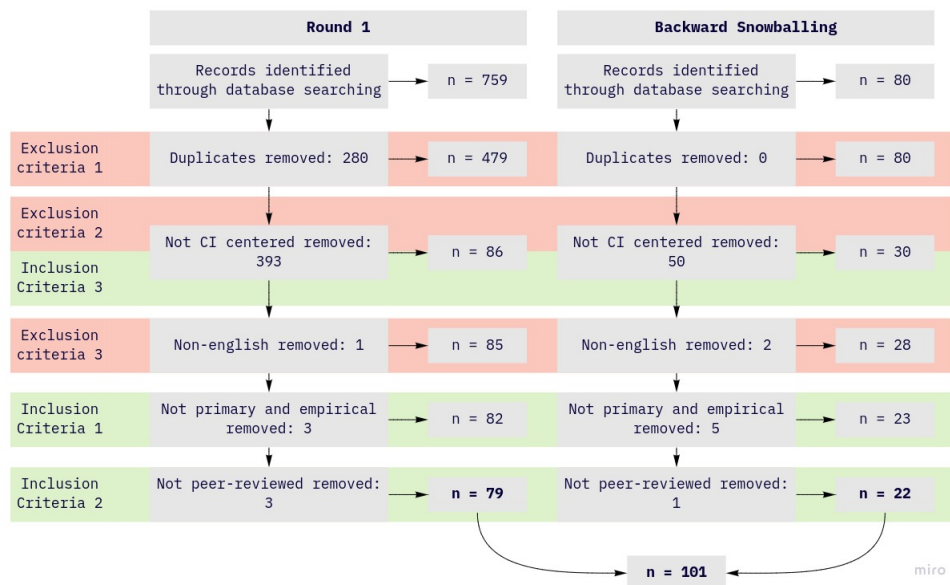 Round 1
Backward Snowballing
Records identified
through database searching
n = 759
Records identified
through database searching
n = 80
Exclusion
criteria 1
Duplicates removed: 280
n = 479
Duplicates removed: 0
n = 80
Exclusion
criteria 2
Inclusion
Criteria 3
Not CI centered removed:
393
n = 86
Not CI centered removed:
50
n = 30
Exclusion
criteria 3
Non-english removed: 1
n = 85
Non-english removed: 2
n = 28
Inclusion
Criteria 1
Not primary and empirical
removed: 3
n = 82
Not primary and empirical
removed: 5
n = 23
Inclusion
Criteria 2
Not peer-reviewed removed:
3
n = 79
Not peer-reviewed removed:
1
n = 22
n = 101
miro